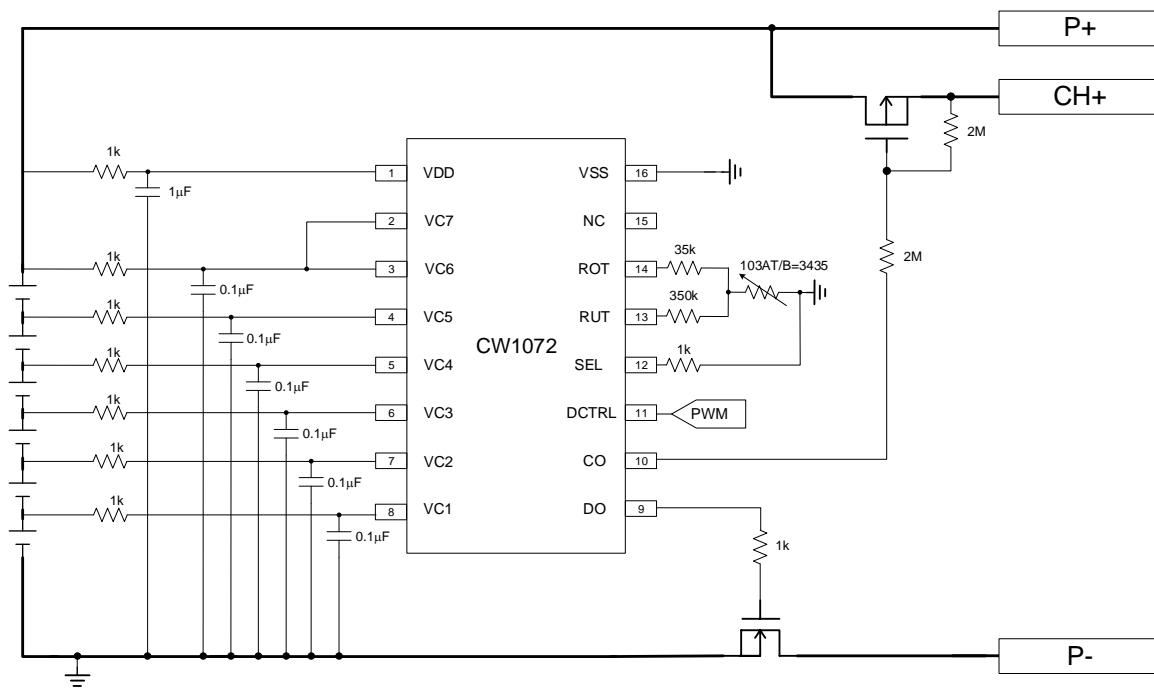 P+
CH+
2M
1k
1µF
1 VDD VSS 16
2 VC7 NC 15
2M
1k
0.1µF
3 VC6 ROT 14
35k
103AT/B=3435
1k
0.1µF
4 VC5 RUT 13
350k
CW1072
1k
0.1µF
5 VC4 SEL 12
1k
1k
0.1µF
6 VC3 DCTRL 11
PWM
1k
0.1µF
7 VC2 CO 10
1k
0.1µF
8 VC1 DO 9
1k
P-